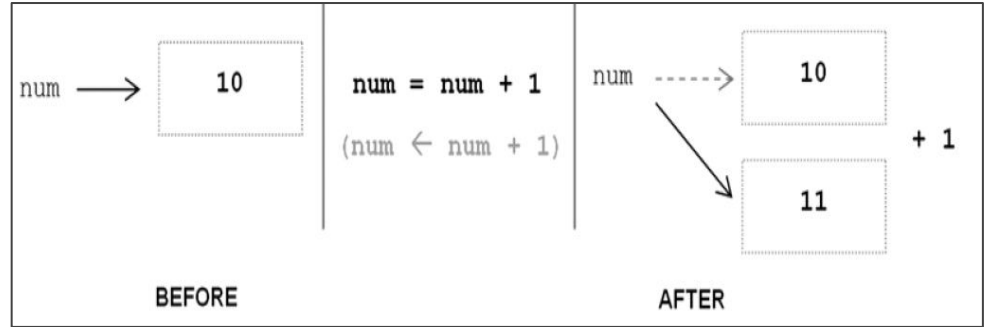 num
10
num = num + 1
(num ← num + 1)
num
10
+ 1
11
BEFORE
AFTER